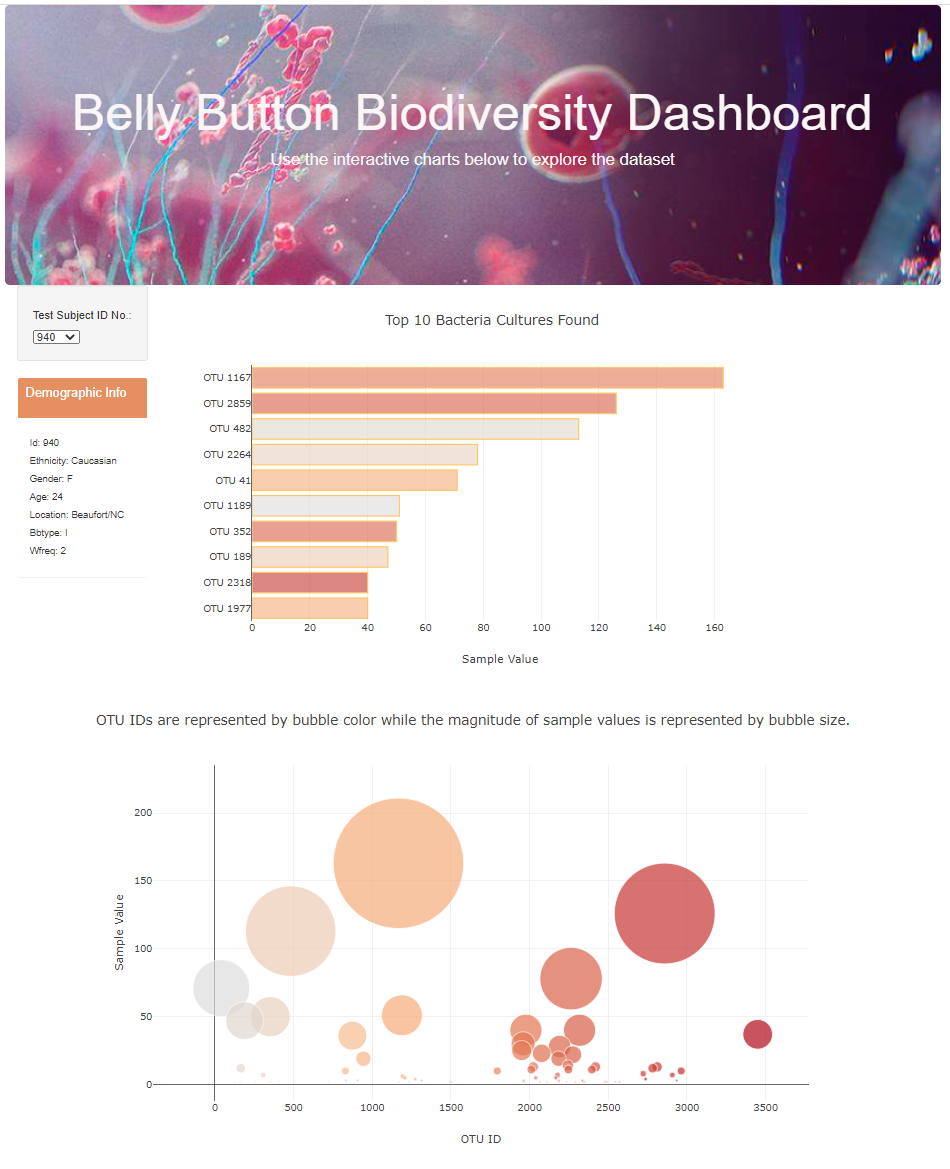 Belly Button Biodiversity Dashboard
Use the interactive charts below to explore the dataset
Test Subject ID No.:
940
Demographic Info
Id: 940
Ethnicity: Caucasian
Gender: F
Age: 24
Location: Beaufort/NC
Bbtype: I
Wfreq: 2
Top 10 Bacteria Cultures Found
OTU 1167
OTU 2859
OTU 482
OTU 2264
OTU 41
OTU 1189
OTU 352
OTU 189
OTU 2318
OTU 1977
0 20 40 60 80 100 120 140 160
Sample Value
OTU IDs are represented by bubble color while the magnitude of sample values is represented by bubble size.
200
150
100
50
0
Sample Value
0 500 1000 1500 2000 2500 3000 3500
OTU ID